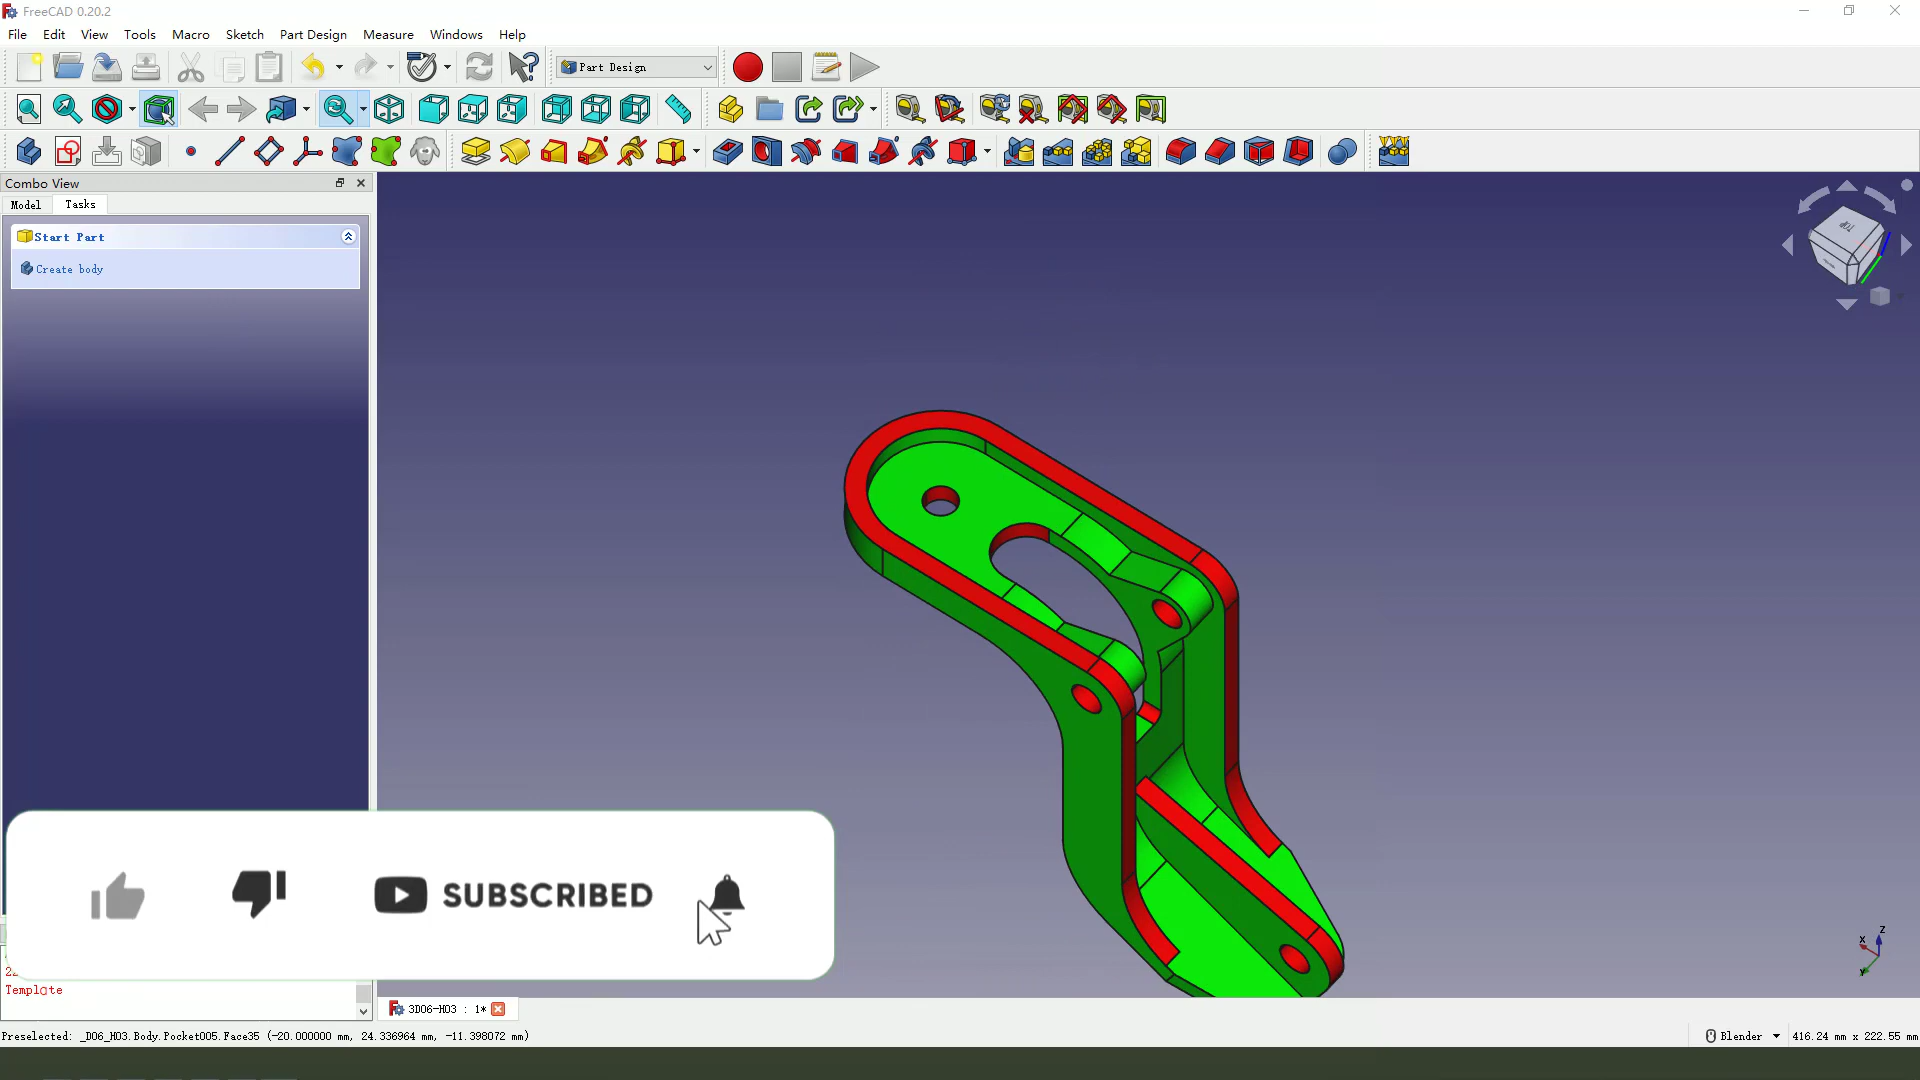 FreeCAD 0.20.2
File Edit View Tools Macro Sketch Part Design Measure Windows Help
Part Design
Combo View
Model Tasks
Start Part
Create body
TOP
SUBSCRIBED
Template
3D06-H03 : 1*
Z
X
Y
Preselected: _D06_H03.Body.Pocket005.Face35 (-20.000000 mm, 24.336964 mm, -11.398072 mm)
Blender 416.24 mm x 222.55 mm